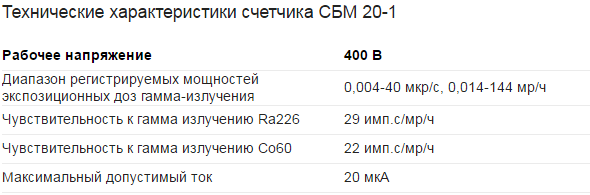 Технические характеристики счетчика СБМ 20-1
Рабочее напряжение 400 В
Диапазон регистрируемых мощностей
экспозиционных доз гамма-излучения 0,004-40 мкр/с, 0,014-144 мр/ч
Чувствительность к гамма излучению Ra226 29 имп.с/мр/ч
Чувствительность к гамма излучению Co60 22 имп.с/мр/ч
Максимальный допустимый ток 20 мкА